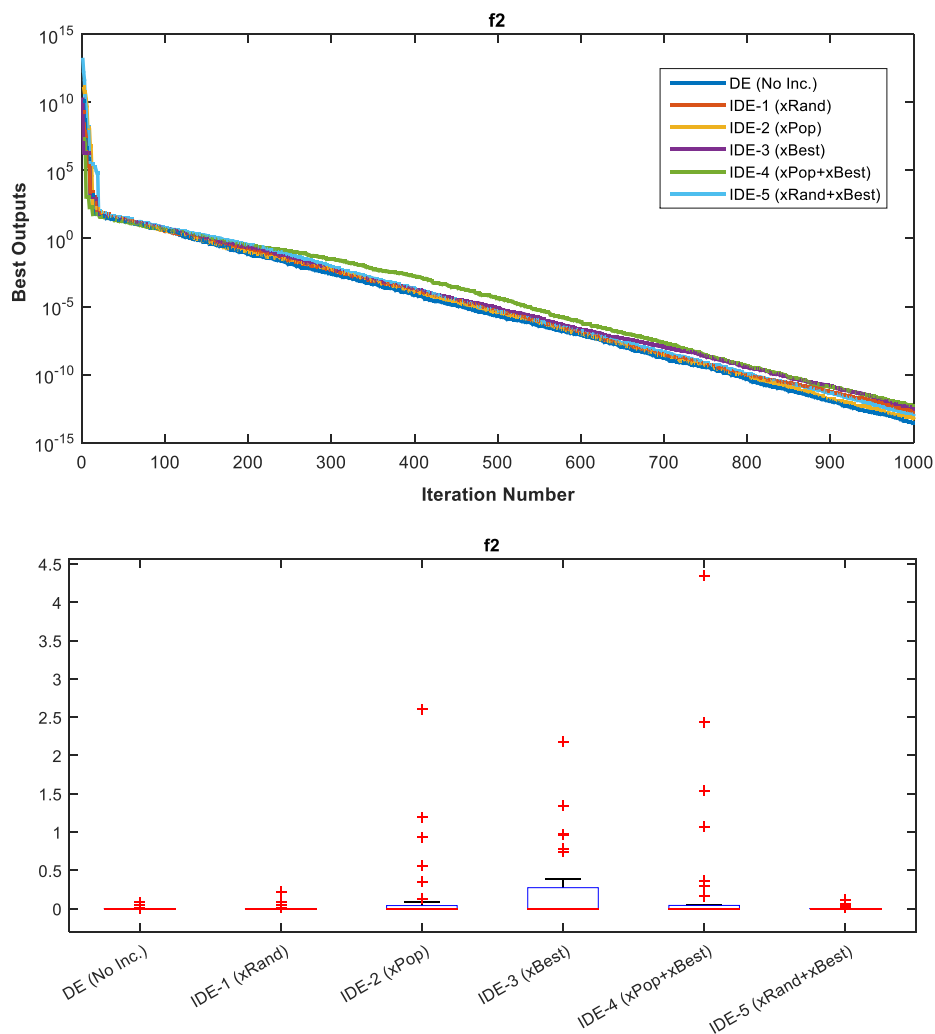 f2
10^15
10^10
10^5
10^0
10^-5
10^-10
10^-15
Best Outputs
DE (No Inc.)
IDE-1 (xRand)
IDE-2 (xPop)
IDE-3 (xBest)
IDE-4 (xPop+xBest)
IDE-5 (xRand+xBest)
0 100 200 300 400 500 600 700 800 900 1000
Iteration Number
f2
4.5
4
3.5
3
2.5
2
1.5
1
0.5
0
DE (No Inc.)
IDE-1 (xRand)
IDE-2 (xPop)
IDE-3 (xBest)
IDE-4 (xPop+xBest)
IDE-5 (xRand+xBest)